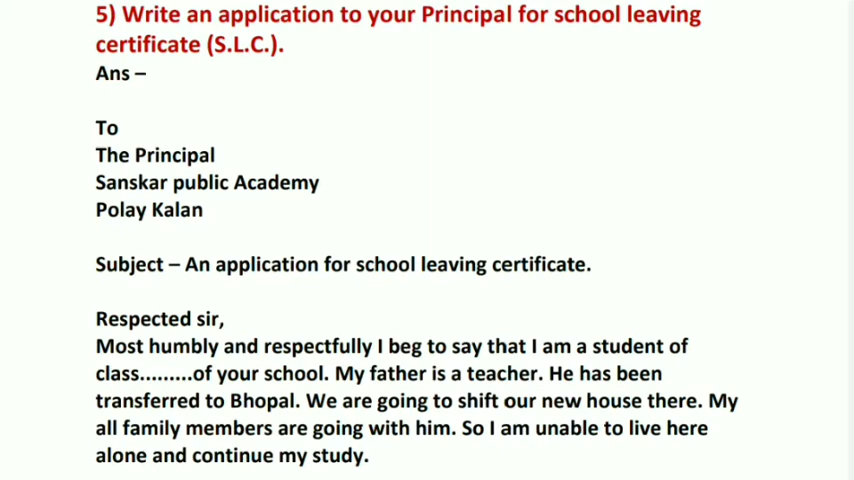 5) Write an application to your Principal for school leaving
certificate (S.L.C.).
Ans –
To
The Principal
Sanskar public Academy
Polay Kalan
Subject – An application for school leaving certificate.
Respected sir,
Most humbly and respectfully I beg to say that I am a student of
class.........of your school. My father is a teacher. He has been
transferred to Bhopal. We are going to shift our new house there. My
all family members are going with him. So I am unable to live here
alone and continue my study.